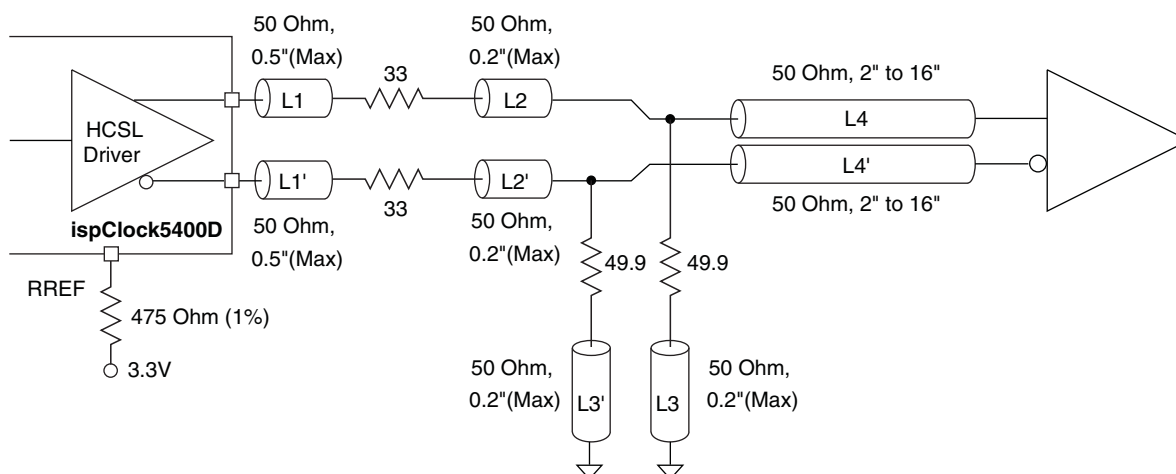 50 Ohm,
0.5"(Max)
50 Ohm,
0.2"(Max)
33
50 Ohm, 2" to 16"
L1
L2
L4
HCSL
Driver
L1'
L2'
L4'
33
50 Ohm, 2" to 16"
ispClock5400D
50 Ohm,
0.5"(Max)
50 Ohm,
0.2"(Max)
49.9
49.9
RREF
475 Ohm (1%)
3.3V
50 Ohm,
0.2"(Max)
L3'
L3
50 Ohm,
0.2"(Max)